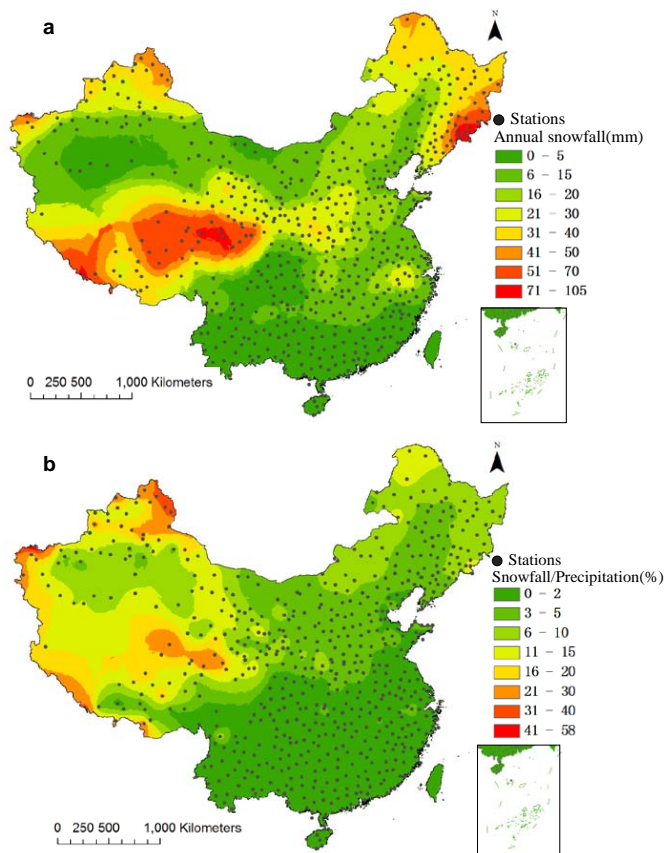 a
N
Stations
Annual snowfall(mm)
0 - 5
6 - 15
16 - 20
21 - 30
31 - 40
41 - 50
51 - 70
71 - 105
0 250 500 1,000 Kilometers
b
N
Stations
Snowfall/Precipitation(%)
0 - 2
3 - 5
6 - 10
11 - 15
16 - 20
21 - 30
31 - 40
41 - 58
0 250 500 1,000 Kilometers